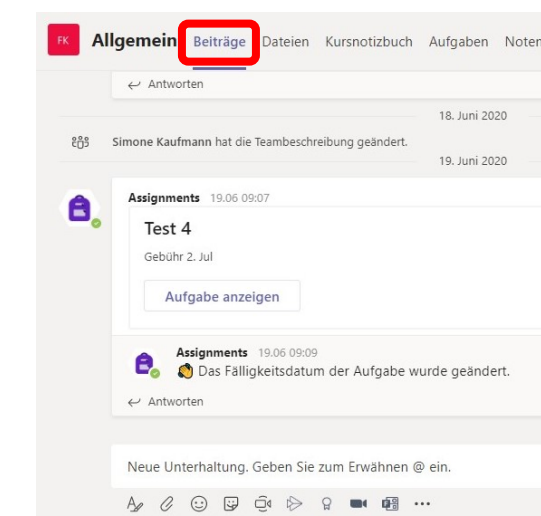 FK Allgemein Beiträge Dateien Kursnotizbuch Aufgaben Noten
Antworten
18. Juni 2020
Simone Kaufmann hat die Teambeschreibung geändert.
19. Juni 2020
Assignments 19.06 09:07
Test 4
Gebühr 2. Jul
Aufgabe anzeigen
Assignments 19.06 09:09
Das Fälligkeitsdatum der Aufgabe wurde geändert.
Antworten
Neue Unterhaltung. Geben Sie zum Erwähnen @ ein.